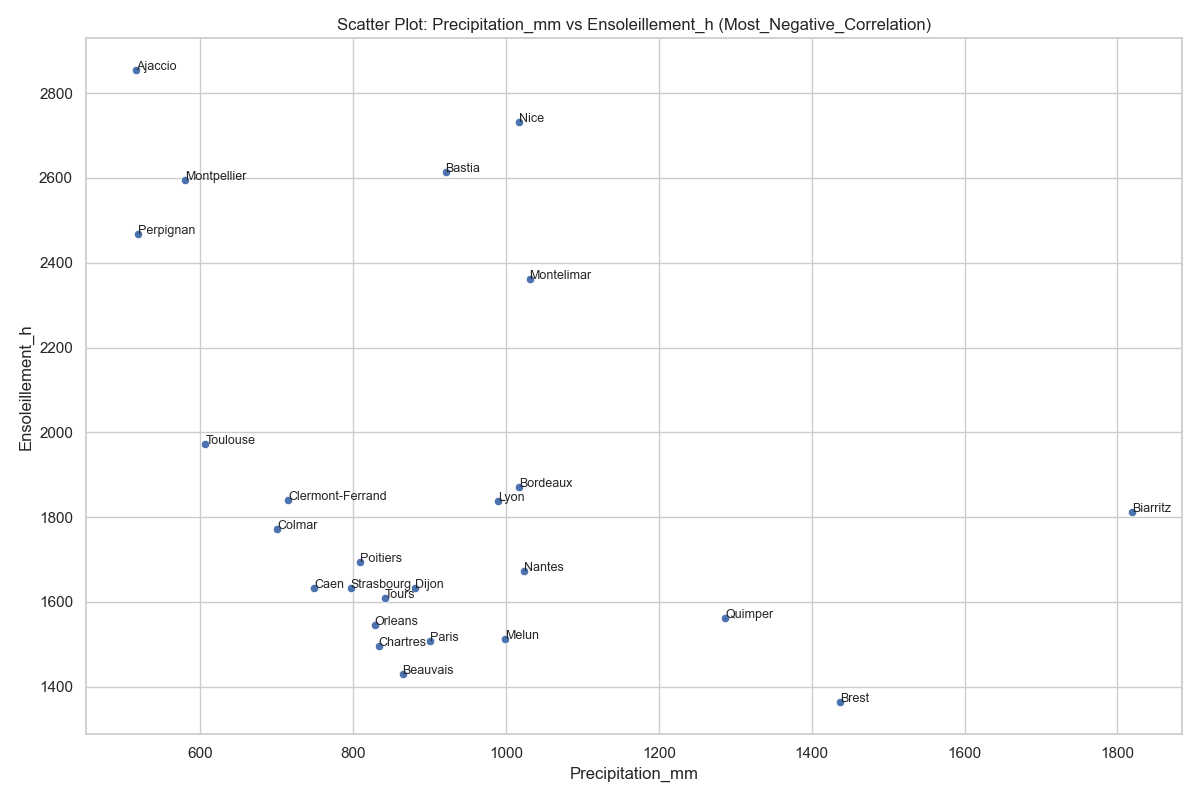 Scatter Plot: Precipitation_mm vs Ensoleillement_h (Most_Negative_Correlation)
Ensoleillement_h
2800
2600
2400
2200
2000
1800
1600
1400
Ajaccio
Nice
Bastia
Montpellier
Perpignan
Montelimar
Toulouse
Bordeaux
Clermont-Ferrand
Lyon
Biarritz
Colmar
Poitiers
Nantes
Caen
Strasbourg
Dijon
Tours
Orleans
Quimper
Chartres
Paris
Melun
Beauvais
Brest
600
800
1000
1200
1400
1600
1800
Precipitation_mm